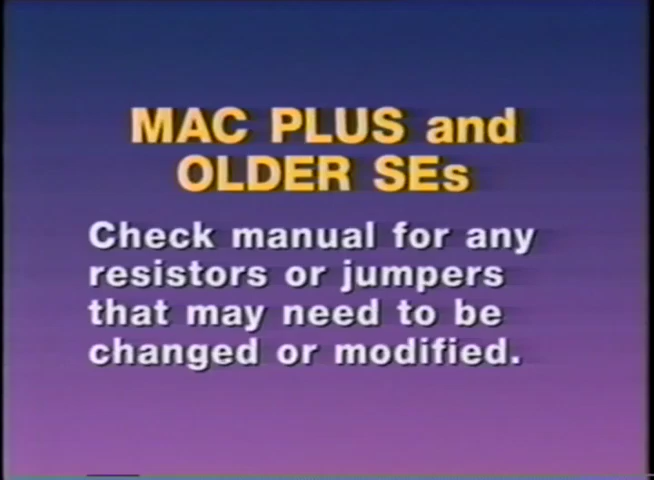 MAC PLUS and
OLDER SEs
Check manual for any
resistors or jumpers
that may need to be
changed or modified.